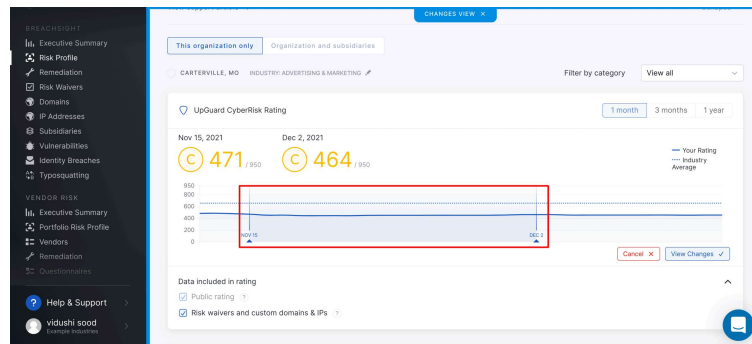 CHANGES VIEW ×
BREACHSIGHT
Executive Summary
Risk Profile
Remediation
Risk Waivers
Domains
IP Addresses
Subsidiaries
Vulnerabilities
Identity Breaches
Typosquatting
VENDOR RISK
Executive Summary
Portfolio Risk Profile
Vendors
Remediation
Questionnaires
? Help & Support
vidushi sood
Example Industries
This organization only
Organization and subsidiaries
CARTERVILLE, MO
INDUSTRY: ADVERTISING & MARKETING
Filter by category
View all
UpGuard CyberRisk Rating
1 month
3 months
1 year
Nov 15, 2021
Dec 2, 2021
C 471 / 950
C 464 / 950
Your Rating
Industry
Average
950
800
600
400
200
0
NOV 15
DEC 2
Cancel ×
View Changes ✓
Data included in rating
Public rating ?
Risk waivers and custom domains & IPs ?